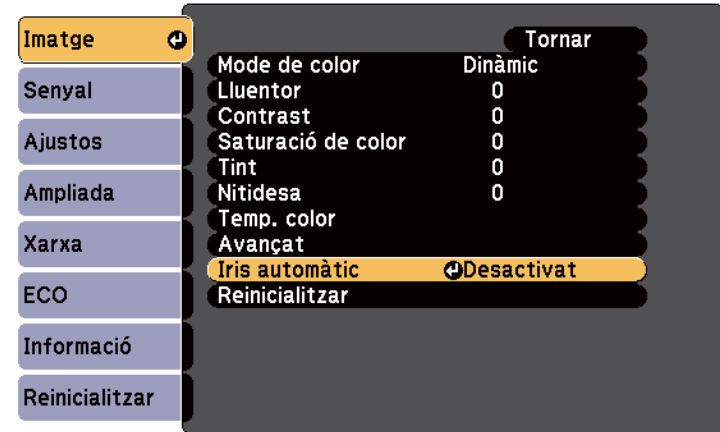 Imatge
Senyal
Ajustos
Ampliada
Xarxa
ECO
Informació
Reinicialitzar
Tornar
Mode de color Dinàmic
Lluentor 0
Contrast 0
Saturació de color 0
Tint 0
Nitidesa 0
Temp. color
Avançat
Iris automàtic Desactivat
Reinicialitzar